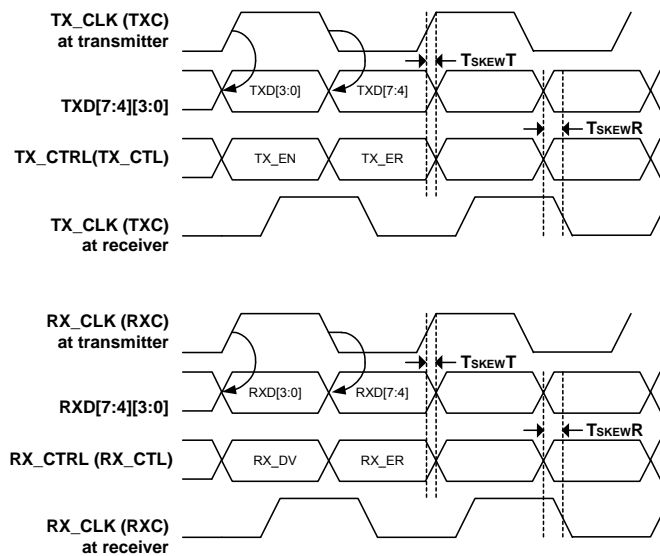 TX_CLK (TXC)
at transmitter
TSKEWT
TXD[7:4][3:0]
TXD[3:0]
TXD[7:4]
TSKEWR
TX_CTRL(TX_CTL)
TX_EN
TX_ER
TX_CLK (TXC)
at receiver
RX_CLK (RXC)
at transmitter
TSKEWT
RXD[7:4][3:0]
RXD[3:0]
RXD[7:4]
TSKEWR
RX_CTRL (RX_CTL)
RX_DV
RX_ER
RX_CLK (RXC)
at receiver